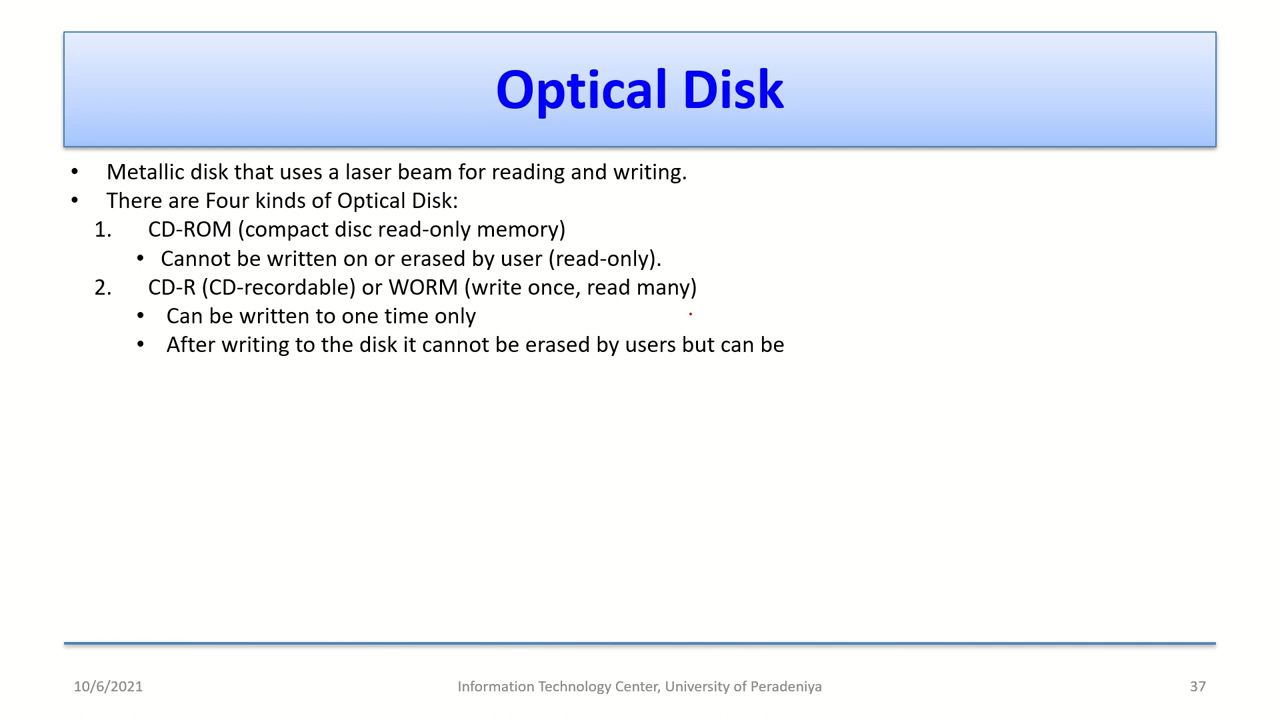 Optical Disk
• Metallic disk that uses a laser beam for reading and writing.
• There are Four kinds of Optical Disk:
1. CD-ROM (compact disc read-only memory)
• Cannot be written on or erased by user (read-only).
2. CD-R (CD-recordable) or WORM (write once, read many)
• Can be written to one time only
• After writing to the disk it cannot be erased by users but can be
10/6/2021 Information Technology Center, University of Peradeniya 37